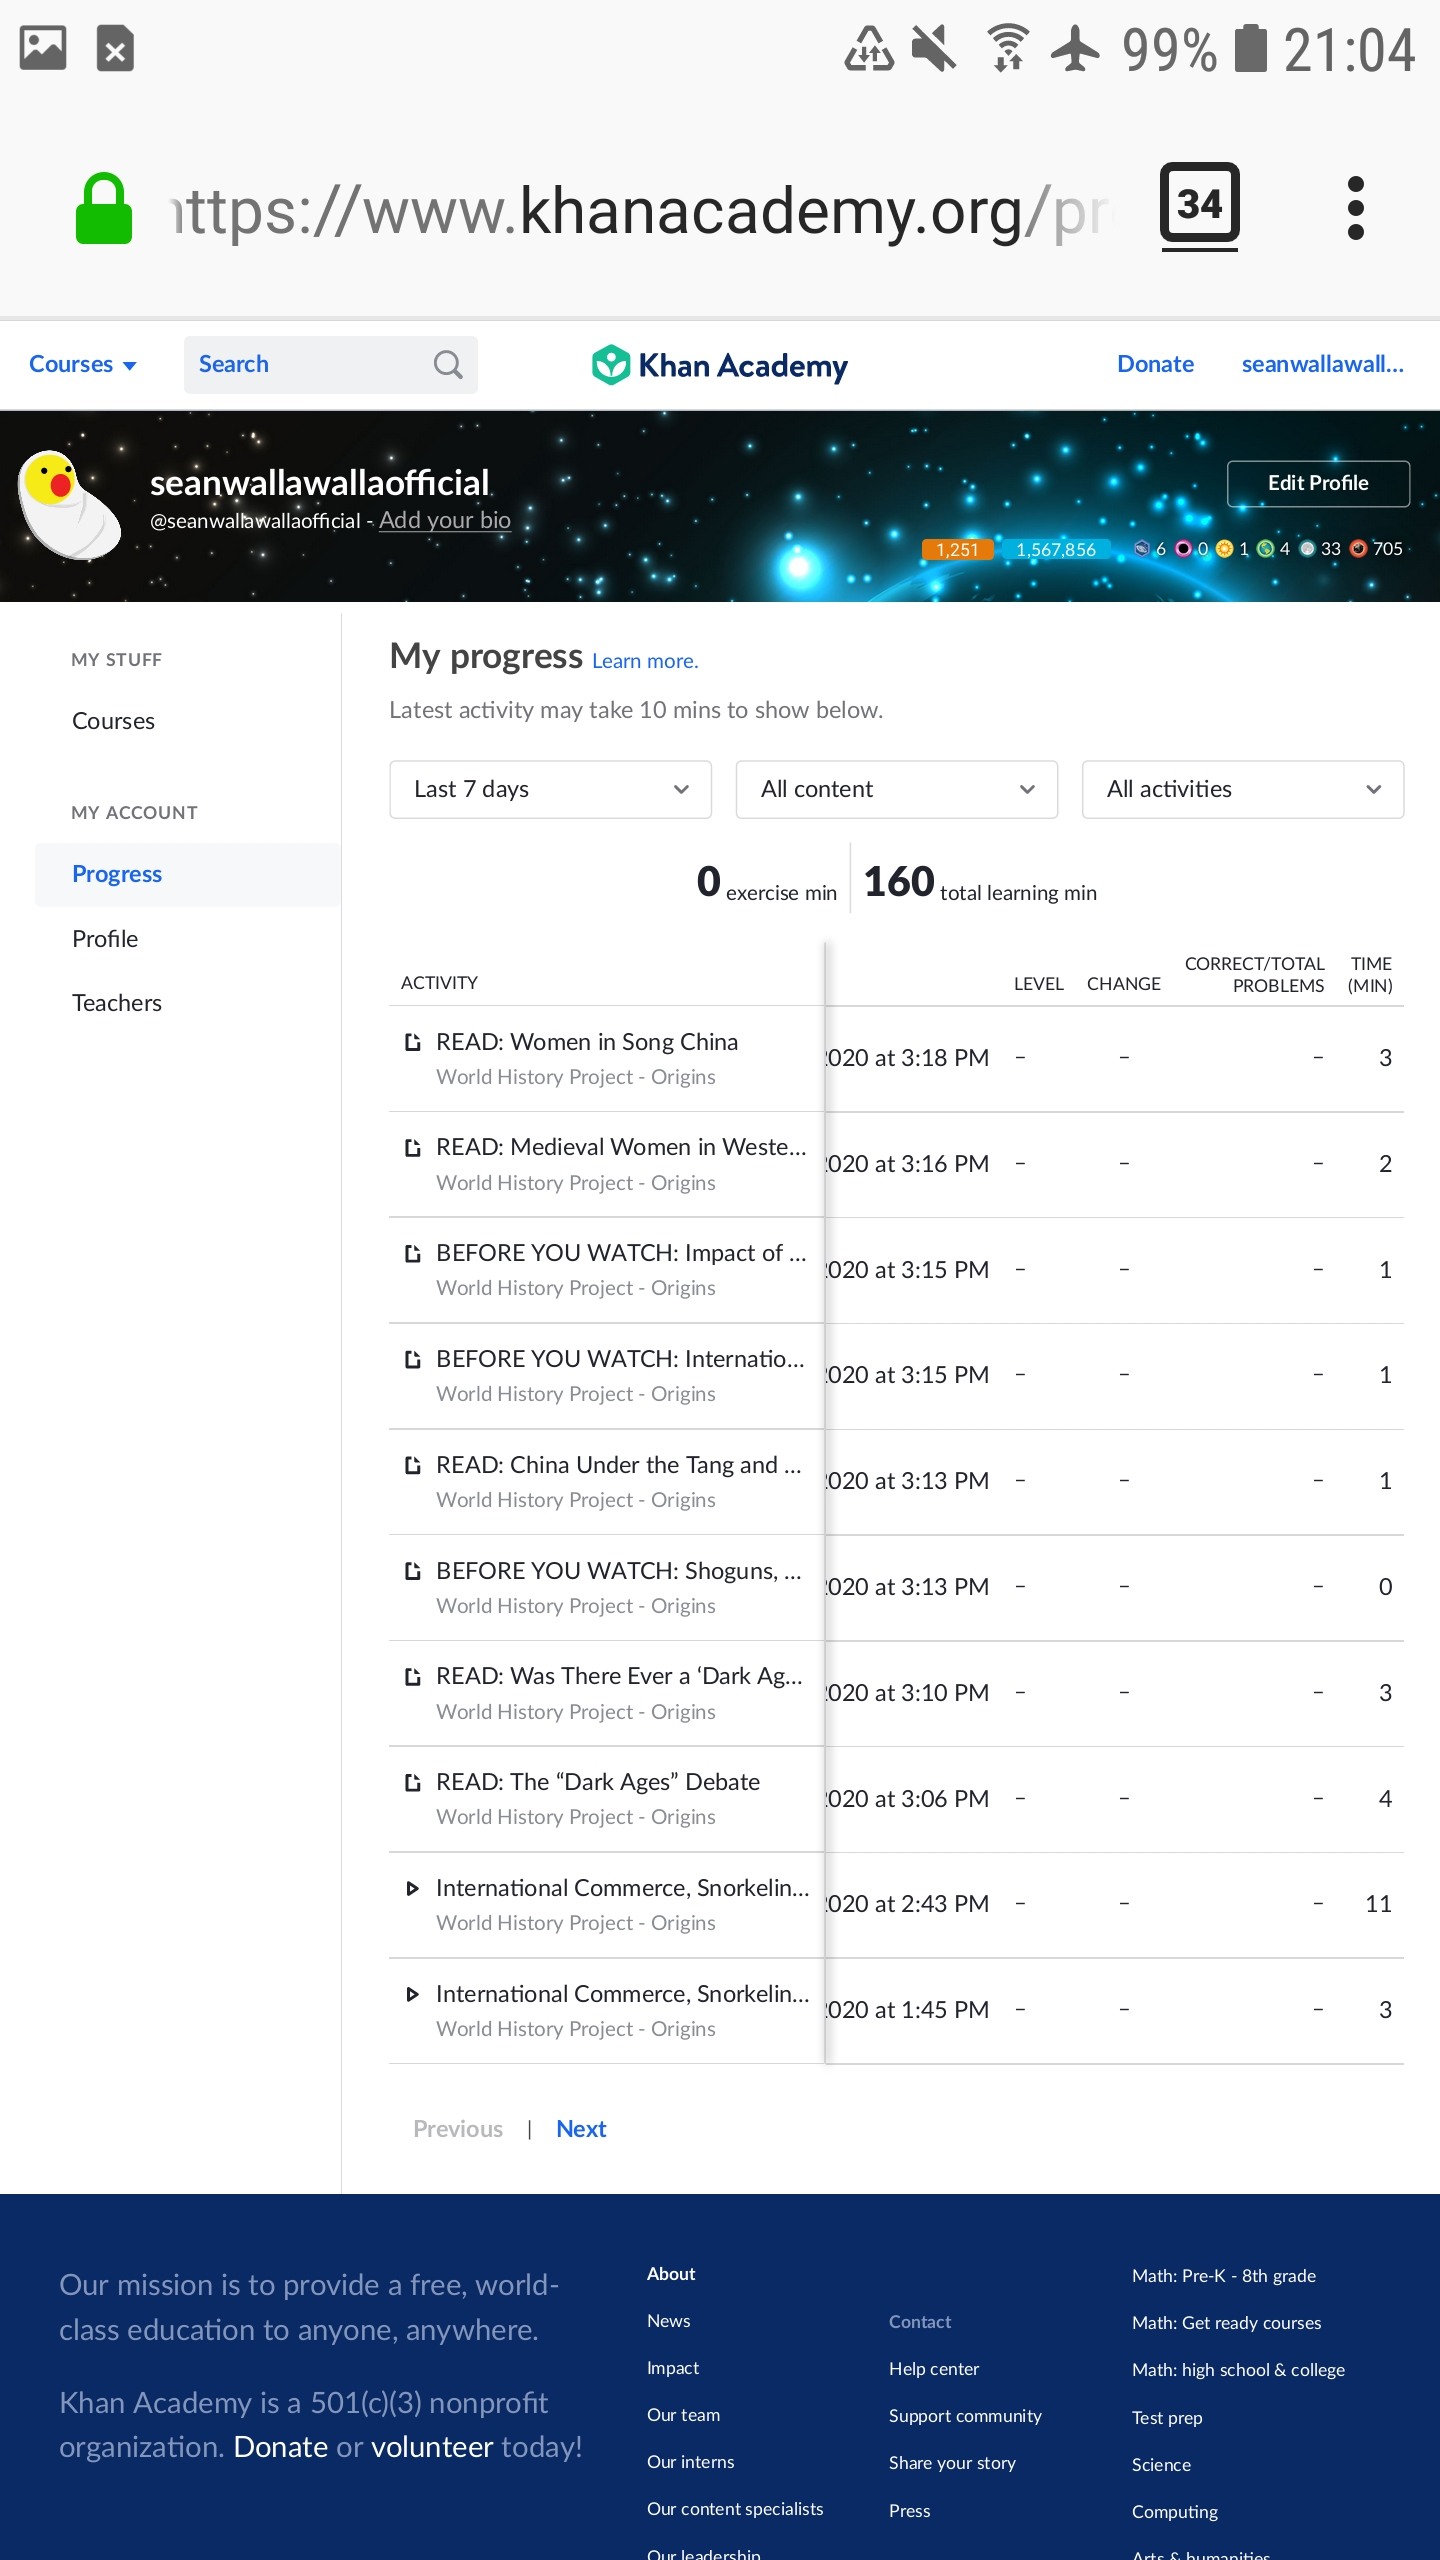 99% 21:04
https://www.khanacademy.org/pr
34
Courses
Search
Khan Academy
Donate
seanwallawall...
seanwallawallaofficial
@seanwallawallaofficial - Add your bio
Edit Profile
1,251 1,567,856 6 0 1 4 33 705
MY STUFF
Courses
MY ACCOUNT
Progress
Profile
Teachers
My progress Learn more.
Latest activity may take 10 mins to show below.
Last 7 days
All content
All activities
0 exercise min
160 total learning min
ACTIVITY LEVEL CHANGE CORRECT/TOTAL PROBLEMS TIME (MIN)
READ: Women in Song China
World History Project - Origins
2020 at 3:18 PM – – – 3
READ: Medieval Women in Weste...
World History Project - Origins
2020 at 3:16 PM – – – 2
BEFORE YOU WATCH: Impact of ...
World History Project - Origins
2020 at 3:15 PM – – – 1
BEFORE YOU WATCH: Internatio...
World History Project - Origins
2020 at 3:15 PM – – – 1
READ: China Under the Tang and ...
World History Project - Origins
2020 at 3:13 PM – – – 1
BEFORE YOU WATCH: Shoguns, ...
World History Project - Origins
2020 at 3:13 PM – – – 0
READ: Was There Ever a ‘Dark Ag...
World History Project - Origins
2020 at 3:10 PM – – – 3
READ: The “Dark Ages” Debate
World History Project - Origins
2020 at 3:06 PM – – – 4
International Commerce, Snorkelin...
World History Project - Origins
2020 at 2:43 PM – – – 11
International Commerce, Snorkelin...
World History Project - Origins
2020 at 1:45 PM – – – 3
Previous | Next
Our mission is to provide a free, world-
class education to anyone, anywhere.
Khan Academy is a 501(c)(3) nonprofit
organization. Donate or volunteer today!
About
News
Impact
Our team
Our interns
Our content specialists
Our leadership
Contact
Help center
Support community
Share your story
Press
Math: Pre-K - 8th grade
Math: Get ready courses
Math: high school & college
Test prep
Science
Computing
Arts & humanities